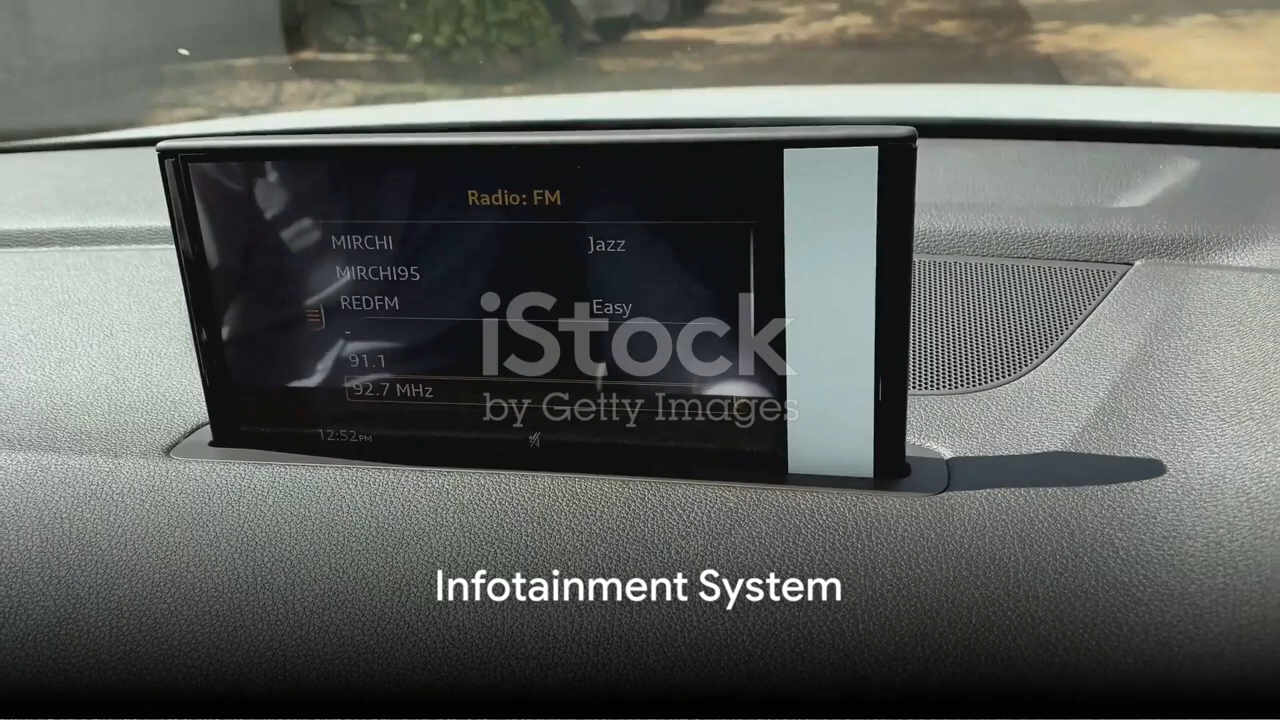 Radio: FM
MIRCHI Jazz
MIRCHI95
REDFM Easy
-
91.1
92.7 MHz
12:52PM
iStock
by Getty Images
Infotainment System